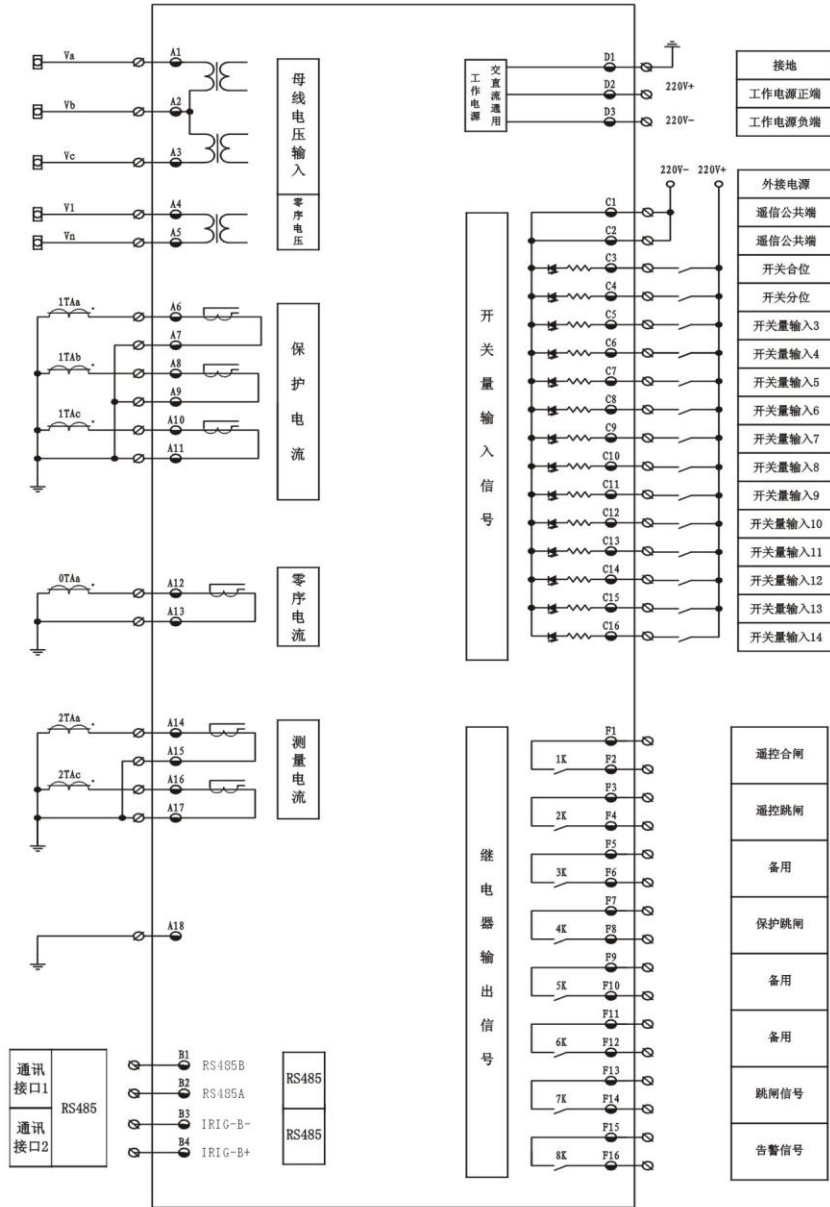 Va
A1
Vb
A2
Vc
A3
母线电压输入
V1
A4
Vn
A5
零序电压
1TAa
A6
A7
1TAb
A8
A9
1TAc
A10
A11
保护电流
0TAa
A12
A13
零序电流
2TAa
A14
A15
2TAc
A16
A17
测量电流
A18
通讯
接口1
通讯
接口2
RS485
B1
RS485B
B2
RS485A
B3
IRIG-B-
B4
IRIG-B+
RS485
RS485
工作电源
交直流通用
D1
接地
D2
220V+
工作电源正端
D3
220V-
工作电源负端
220V-
220V+
外接电源
开关量输入信号
C1
遥信公共端
C2
遥信公共端
C3
开关合位
C4
开关分位
C5
开关量输入3
C6
开关量输入4
C7
开关量输入5
C8
开关量输入6
C9
开关量输入7
C10
开关量输入8
C11
开关量输入9
C12
开关量输入10
C13
开关量输入11
C14
开关量输入12
C15
开关量输入13
C16
开关量输入14
继电器输出信号
F1
1K
F2
遥控合闸
F3
2K
F4
遥控跳闸
F5
3K
F6
备用
F7
4K
F8
保护跳闸
F9
5K
F10
备用
F11
6K
F12
备用
F13
7K
F14
跳闸信号
F15
8K
F16
告警信号